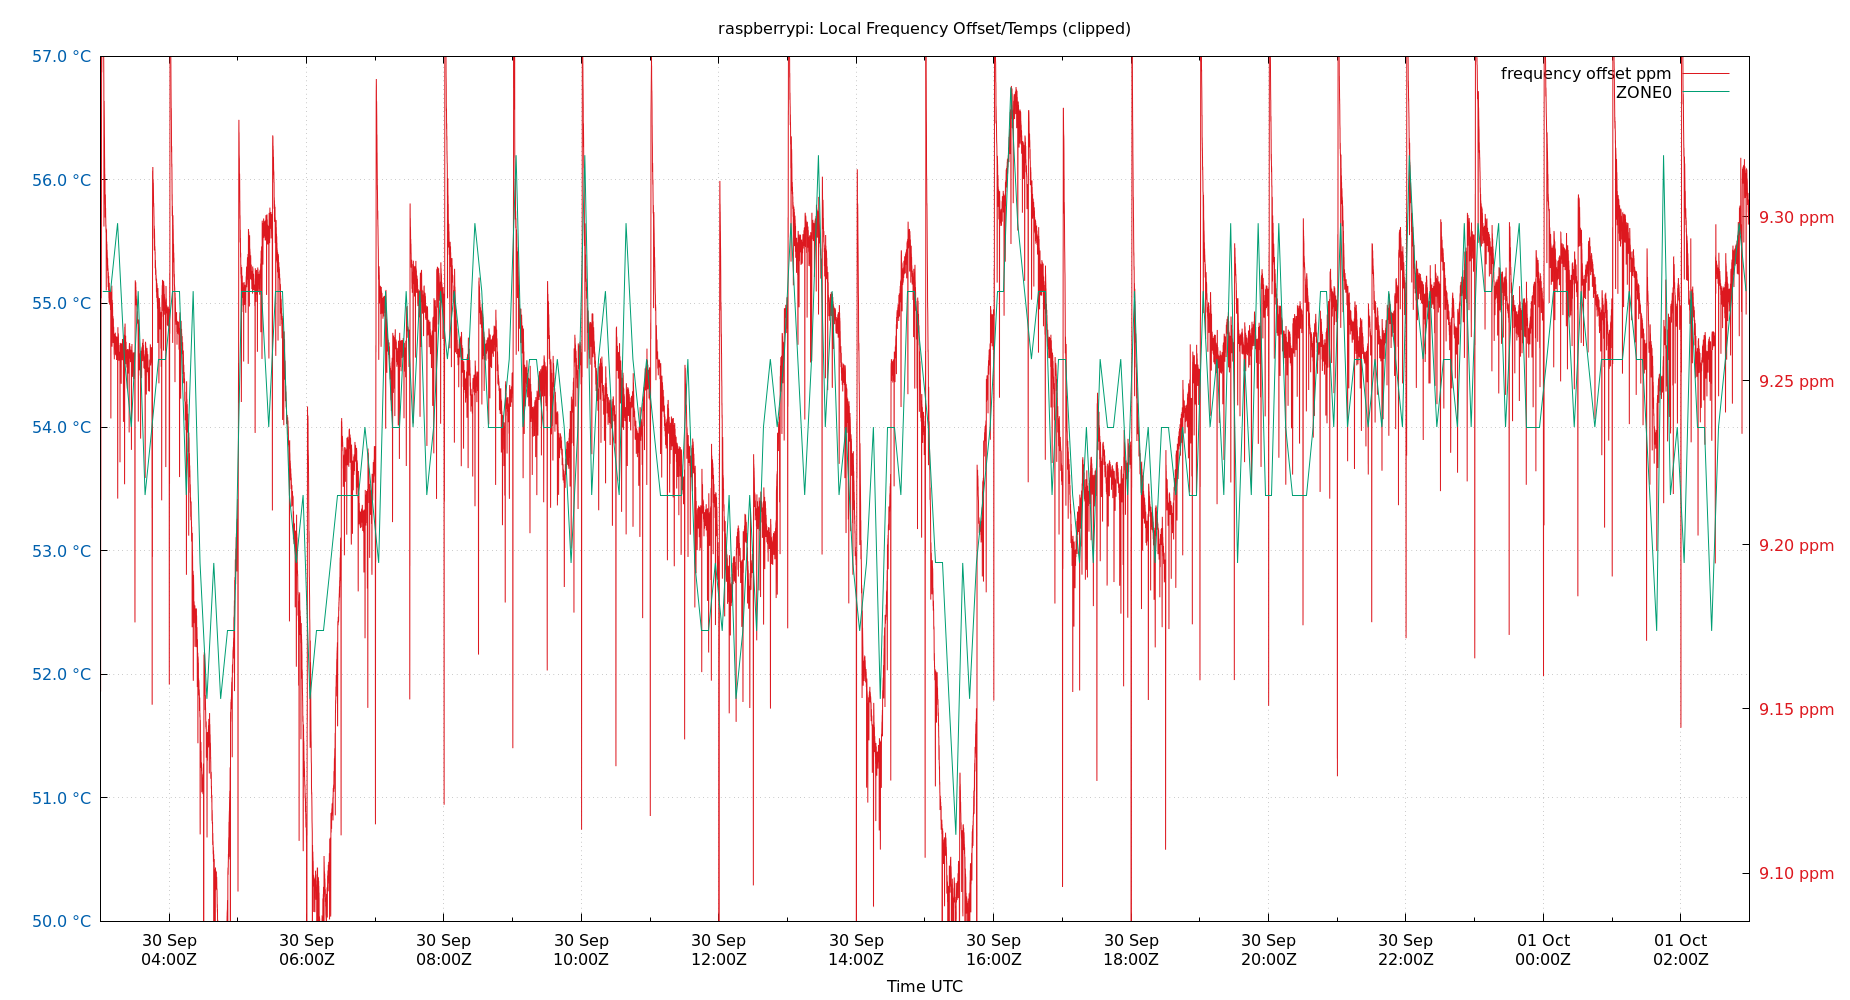 raspberrypi: Local Frequency Offset/Temps (clipped)
57.0 °C
56.0 °C
55.0 °C
54.0 °C
53.0 °C
52.0 °C
51.0 °C
50.0 °C
frequency offset ppm
ZONE0
9.30 ppm
9.25 ppm
9.20 ppm
9.15 ppm
9.10 ppm
30 Sep 30 Sep 30 Sep 30 Sep 30 Sep 30 Sep 30 Sep 30 Sep 30 Sep 30 Sep 01 Oct 01 Oct
04:00Z 06:00Z 08:00Z 10:00Z 12:00Z 14:00Z 16:00Z 18:00Z 20:00Z 22:00Z 00:00Z 02:00Z
Time UTC